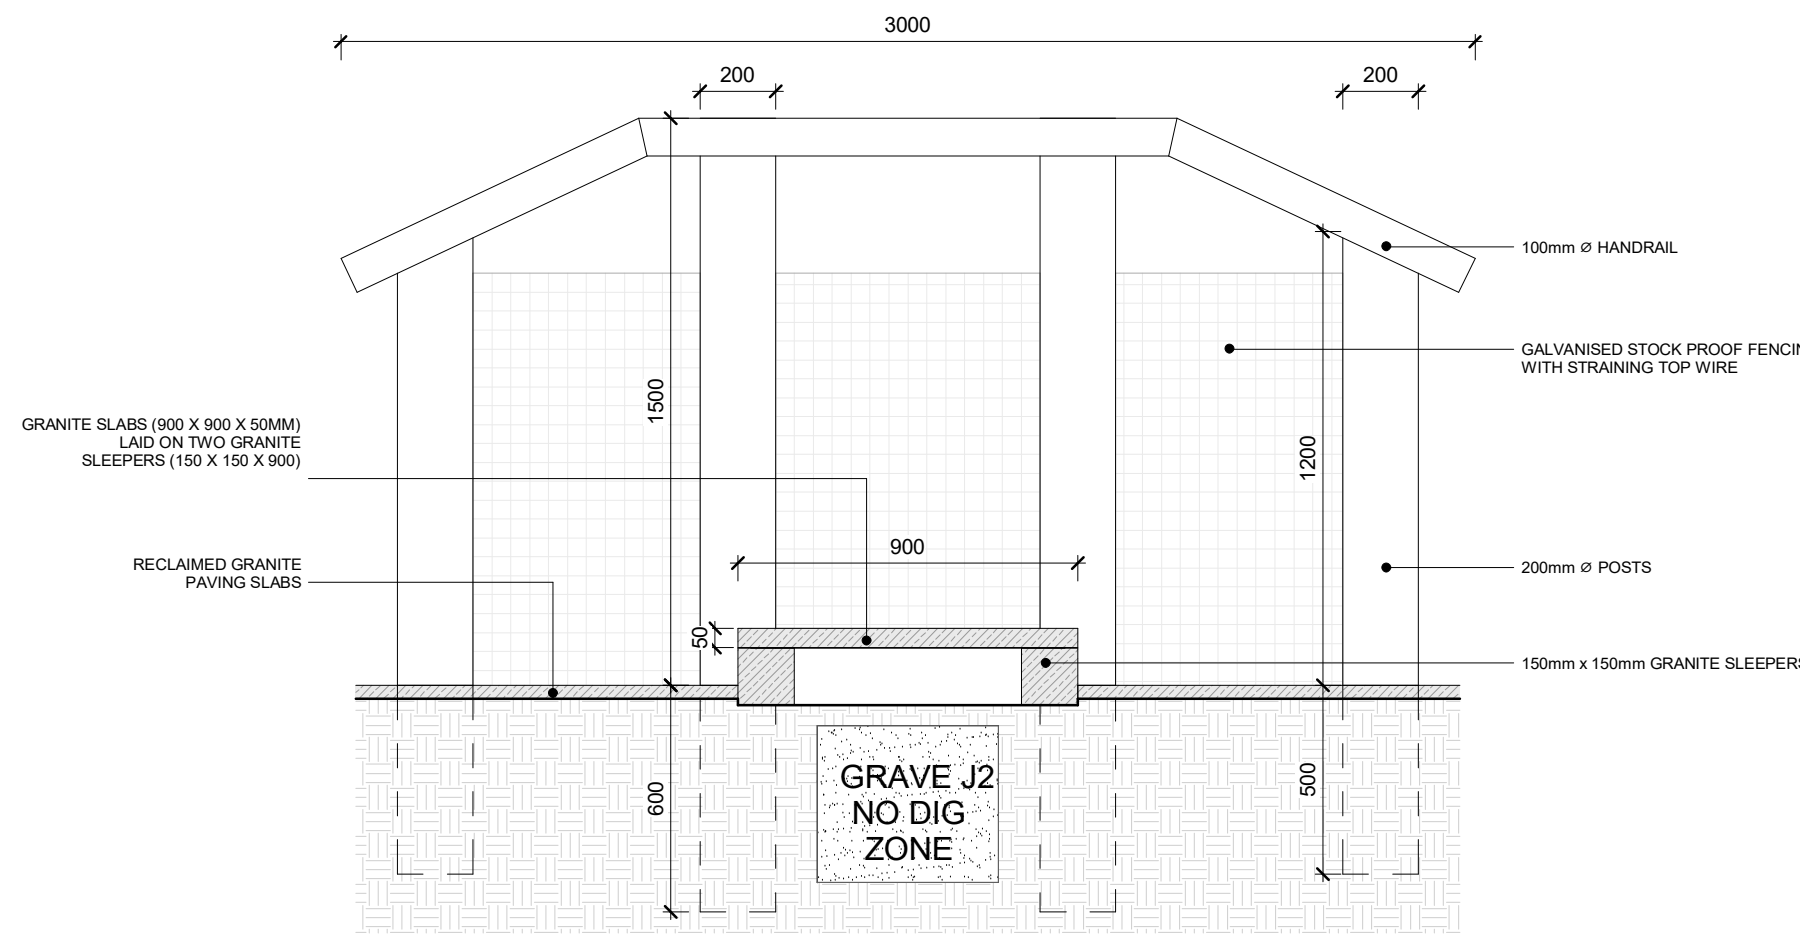 3000
200
200
100mm Ø HANDRAIL
GALVANISED STOCK PROOF FENCIN
WITH STRAINING TOP WIRE
1500
1200
GRANITE SLABS (900 X 900 X 50MM)
LAID ON TWO GRANITE
SLEEPERS (150 X 150 X 900)
900
RECLAIMED GRANITE
PAVING SLABS
200mm Ø POSTS
50
150mm x 150mm GRANITE SLEEPERS
600
500
GRAVE J2
NO DIG
ZONE